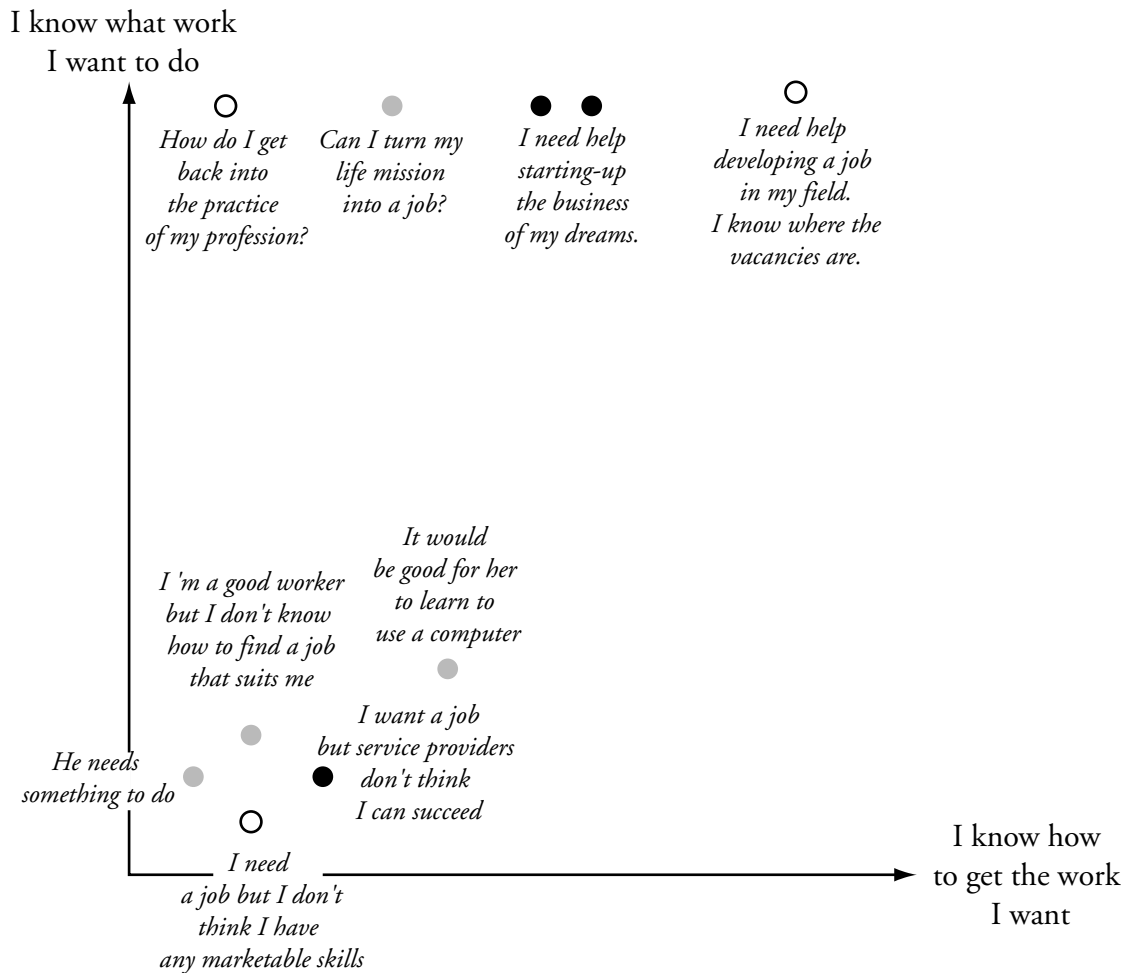 I know what work
I want to do
How do I get
back into
the practice
of my profession?
Can I turn my
life mission
into a job?
I need help
starting-up
the business
of my dreams.
I need help
developing a job
in my field.
I know where the
vacancies are.
It would
be good for her
to learn to
use a computer
I 'm a good worker
but I don't know
how to find a job
that suits me
I want a job
but service providers
don't think
I can succeed
He needs
something to do
I need
a job but I don't
think I have
any marketable skills
I know how
to get the work
I want